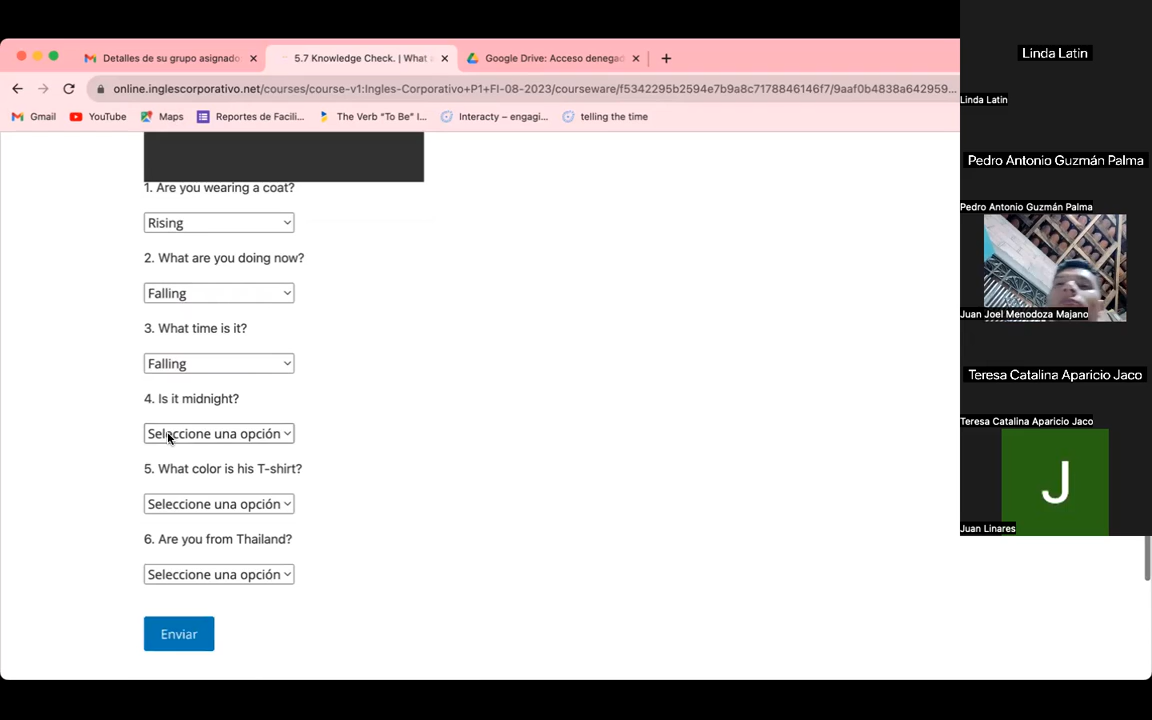 Detalles de su grupo asignado
5.7 Knowledge Check. | What
Google Drive: Acceso denegad
online.inglescorporativo.net/courses/course-v1:Ingles-Corporativo+P1+FI-08-2023/courseware/f5342295b2594e7b9a8c7178846146f7/9aaf0b4838a642959...
Gmail
YouTube
Maps
Reportes de Facili...
The Verb "To Be" I...
Interacty – engagi...
telling the time
1. Are you wearing a coat?
Rising
2. What are you doing now?
Falling
3. What time is it?
Falling
4. Is it midnight?
Seleccione una opción
5. What color is his T-shirt?
Seleccione una opción
6. Are you from Thailand?
Seleccione una opción
Enviar
Linda Latin
Linda Latin
Pedro Antonio Guzmán Palma
Pedro Antonio Guzmán Palma
Juan Joel Mendoza Majano
Teresa Catalina Aparicio Jaco
Teresa Catalina Aparicio Jaco
J
Juan Linares